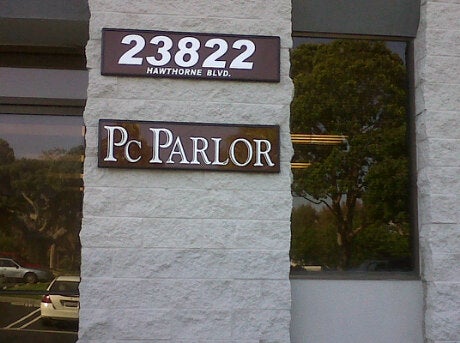 23822
HAWTHORNE BLVD.
PC PARLOR